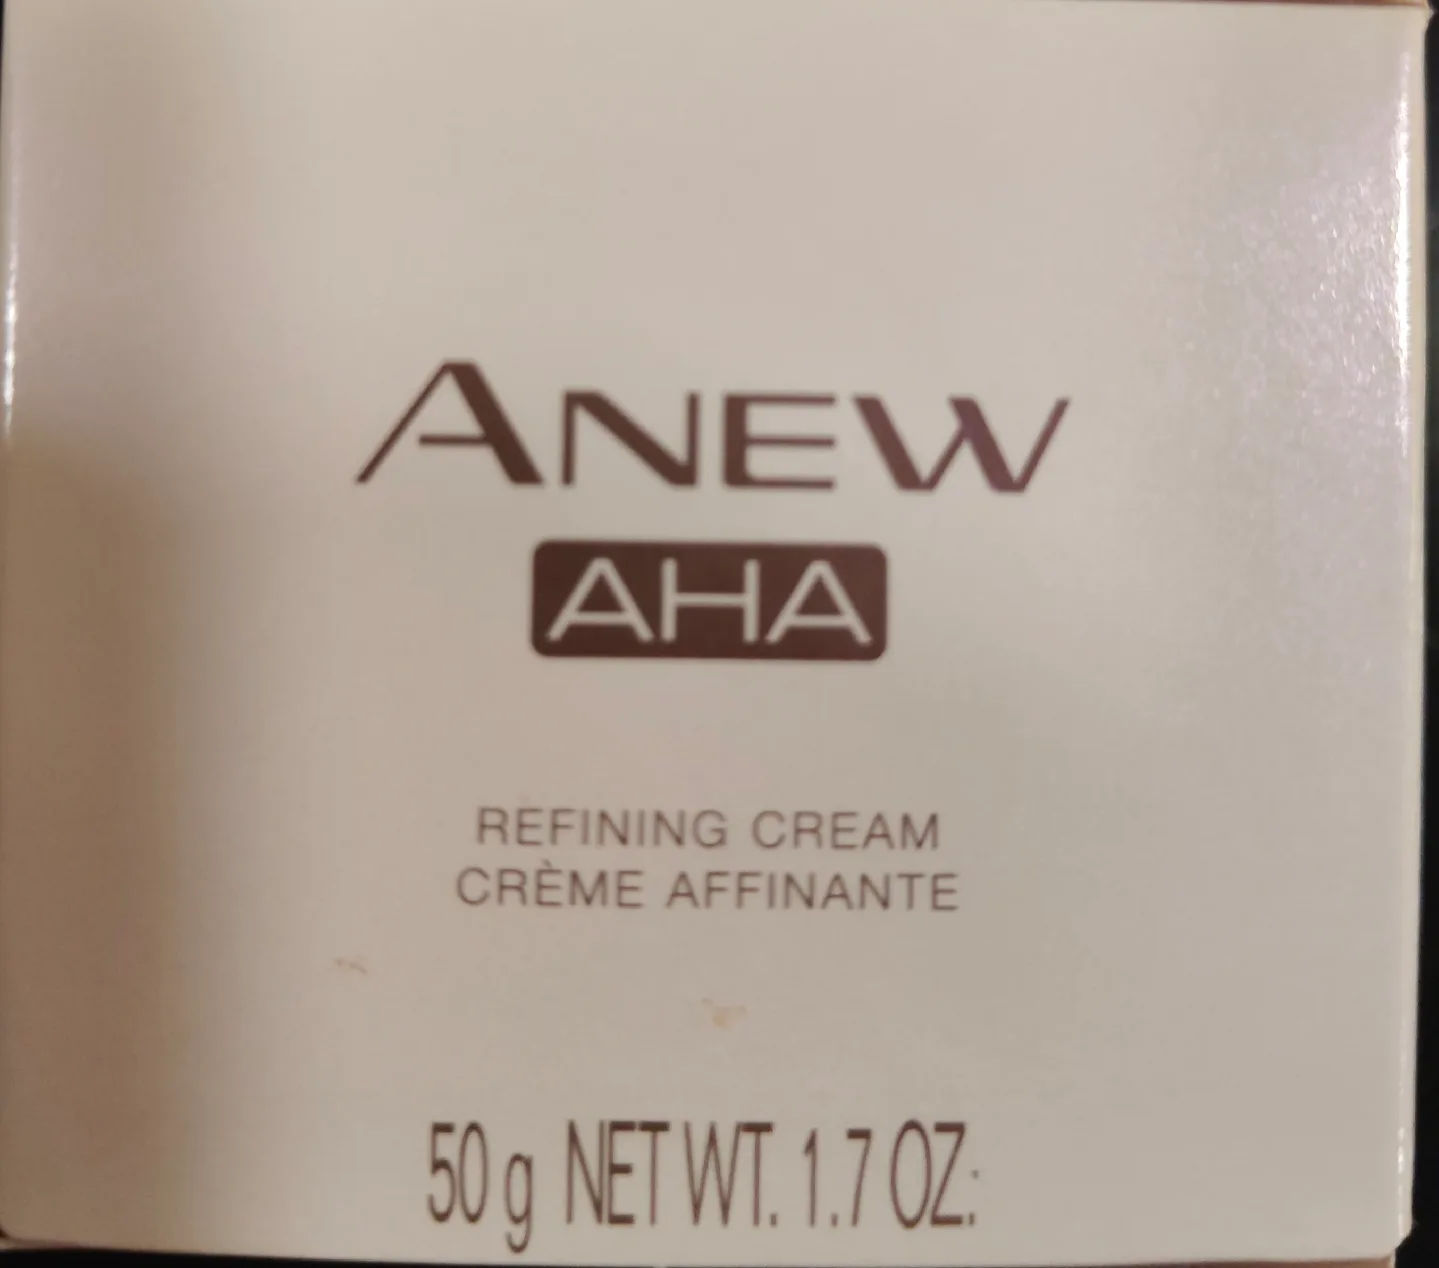 ANEW
AHA
REFINING CREAM
CRÈME AFFINANTE
50 g NET WT. 1.7 OZ.